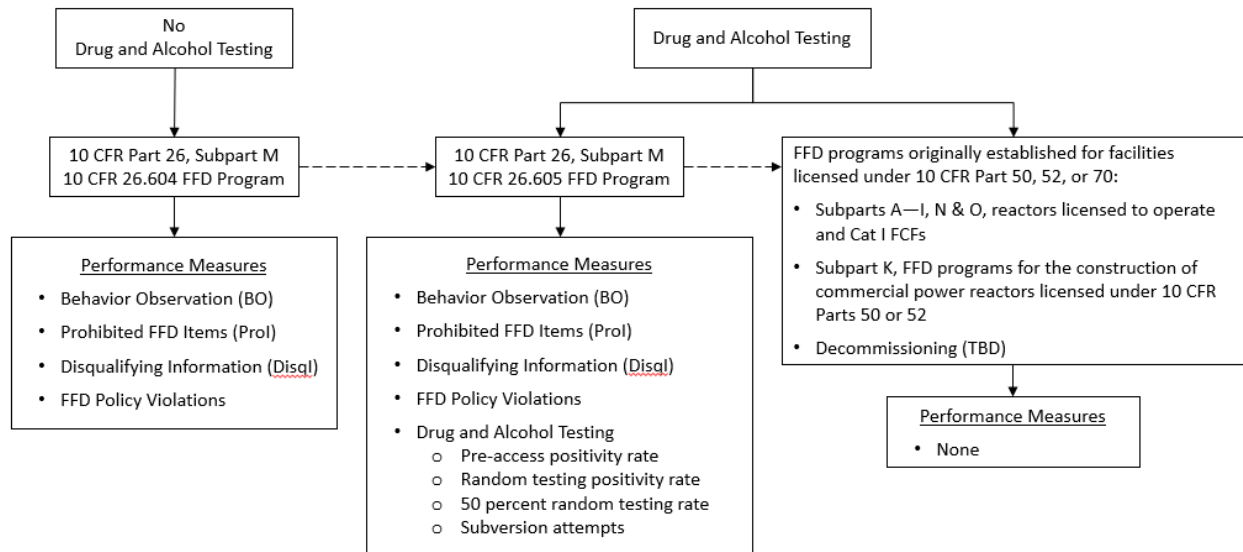 No
Drug and Alcohol Testing
Drug and Alcohol Testing
10 CFR Part 26, Subpart M
10 CFR 26.604 FFD Program
10 CFR Part 26, Subpart M
10 CFR 26.605 FFD Program
FFD programs originally established for facilities
licensed under 10 CFR Part 50, 52, or 70:
• Subparts A—I, N & O, reactors licensed to operate
and Cat I FCFs
• Subpart K, FFD programs for the construction of
commercial power reactors licensed under 10 CFR
Parts 50 or 52
• Decommissioning (TBD)
Performance Measures
• Behavior Observation (BO)
• Prohibited FFD Items (ProI)
• Disqualifying Information (DisqI)
• FFD Policy Violations
Performance Measures
• Behavior Observation (BO)
• Prohibited FFD Items (ProI)
• Disqualifying Information (DisqI)
• FFD Policy Violations
• Drug and Alcohol Testing
o Pre-access positivity rate
o Random testing positivity rate
o 50 percent random testing rate
o Subversion attempts
Performance Measures
• None